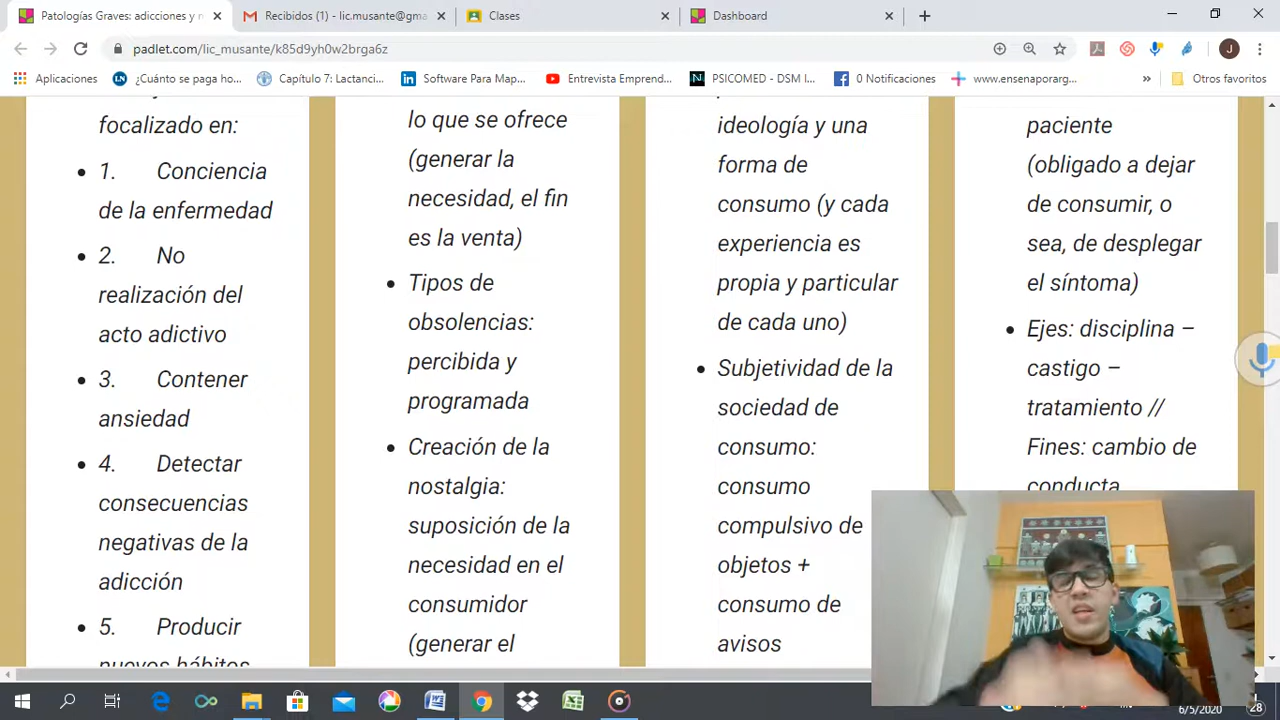 Patologías Graves: adicciones y r
Recibidos (1) - lic.musante@gma
Clases
Dashboard
padlet.com/lic_musante/k85d9yh0w2brga6z
Aplicaciones
¿Cuánto se paga ho...
Capítulo 7: Lactanci...
Software Para Map...
Entrevista Emprend...
PSICOMED - DSM I...
0 Notificaciones
www.ensenaporarg...
Otros favoritos
focalizado en:
1. Conciencia
de la enfermedad
2. No
realización del
acto adictivo
3. Contener
ansiedad
4. Detectar
consecuencias
negativas de la
adicción
5. Producir
nuevos hábitos
lo que se ofrece
(generar la
necesidad, el fin
es la venta)
Tipos de
obsolencias:
percibida y
programada
Creación de la
nostalgia:
suposición de la
necesidad en el
consumidor
(generar el
ideología y una
forma de
consumo (y cada
experiencia es
propia y particular
de cada uno)
Subjetividad de la
sociedad de
consumo:
consumo
compulsivo de
objetos +
consumo de
avisos
paciente
(obligado a dejar
de consumir, o
sea, de desplegar
el síntoma)
Ejes: disciplina –
castigo –
tratamiento //
Fines: cambio de
conducta
6/5/2020
28